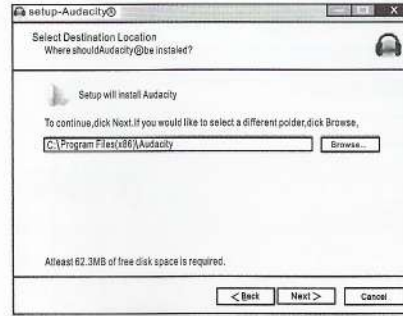 setup-Audacity®
Select Destination Location
Where shouldAudacity®be instaled?
Setup will install Audacity
To continue,dick Next.If you would like to select a different polder,dick Browse,
C:\Program Files(x86)\Audacity
Browse...
Atleast 62.3MB of free disk space is required.
< Back
Next >
Cancel